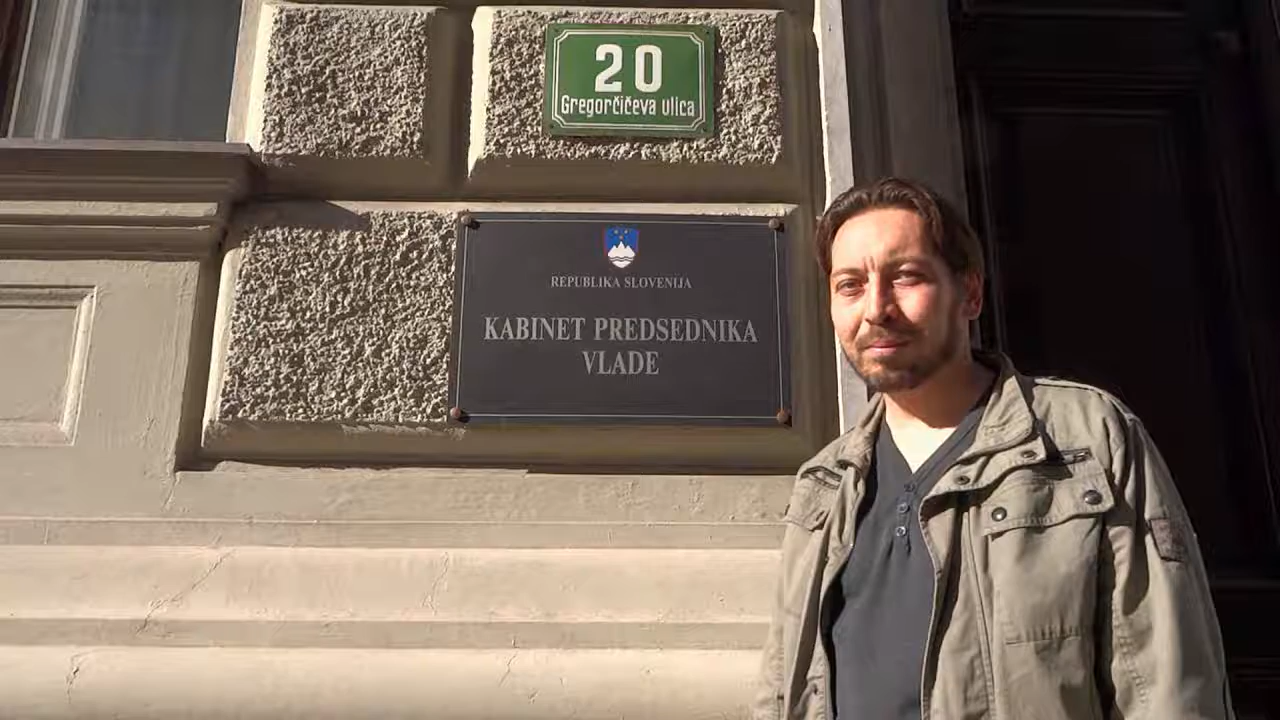 20
Gregorčičeva ulica
REPUBLIKA SLOVENIJA
KABINET PREDSEDNIKA
VLADE